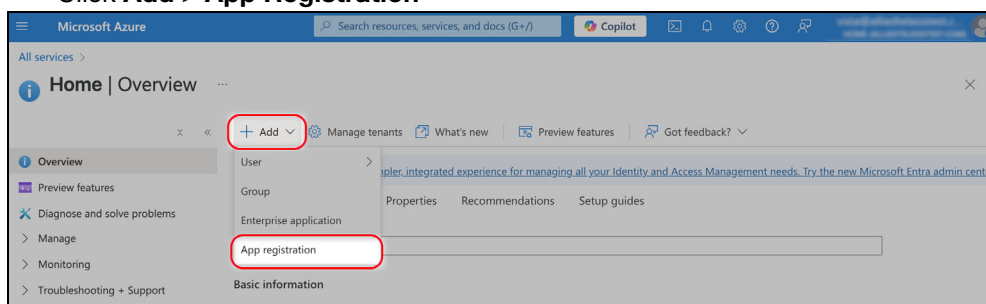 Click Add > App Registration
Microsoft Azure
Search resources, services, and docs (G+/)
Copilot
All services >
Home | Overview ...
+ Add
Manage tenants
What's new
Preview features
Got feedback?
Overview
Preview features
Diagnose and solve problems
> Manage
> Monitoring
> Troubleshooting + Support
User >
Group
Enterprise application
App registration
integrated experience for managing all your Identity and Access Management needs. Try the new Microsoft Entra admin
Properties
Recommendations
Setup guides
Basic information